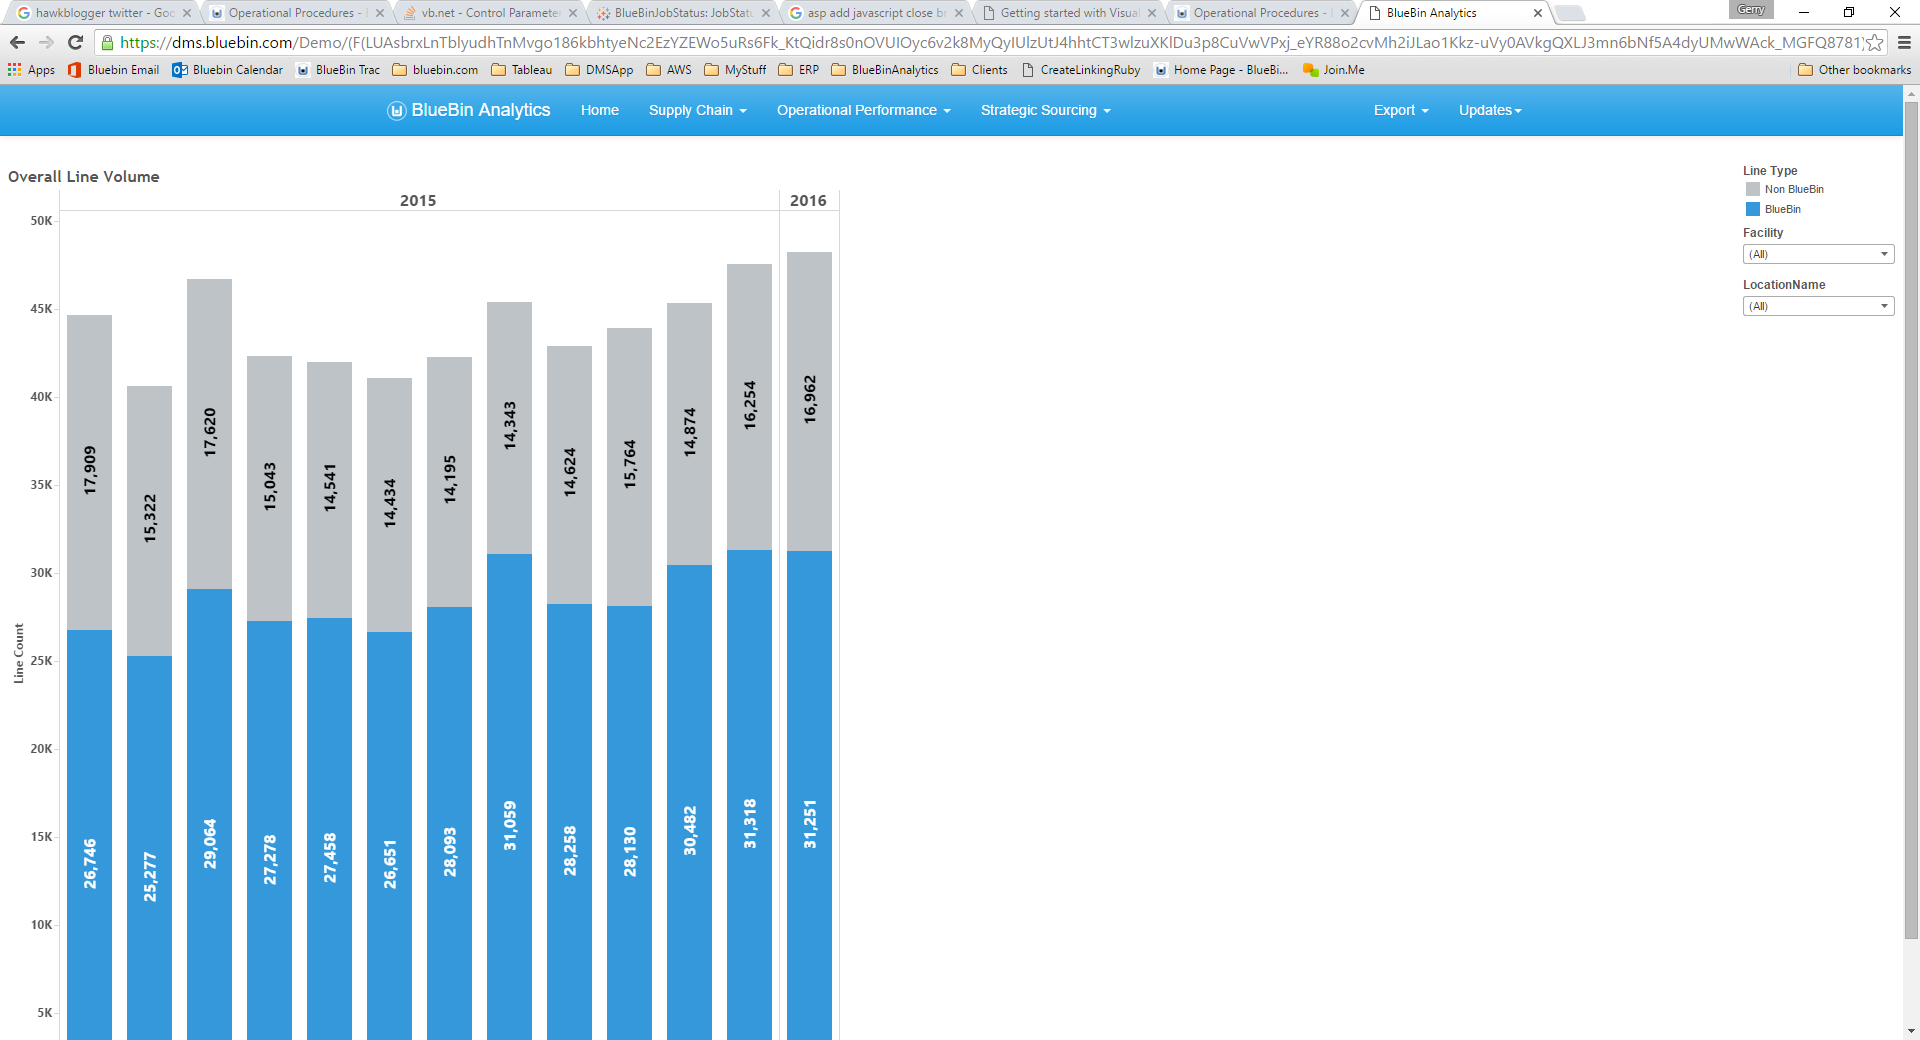 hawkblogger twitter - Goo
Operational Procedures - 
vb.net - Control Parameter
BlueBinJobStatus: JobStatu
asp add javascript close br
Getting started with Visual
Operational Procedures - 
BlueBin Analytics
Gerry
https://dms.bluebin.com/Demo/(F(LUAsbrxLnTblyudhTnMvgo186kbhtyeNc2EzYZEWo5uRs6Fk_KtQidr8s0nOVUIOyc6v2k8MyQyIUlzUtJ4hhtCT3wlzuXKlDu3p8CuVwVPxj_eYR88o2cvMh2iJLao1Kkz-uVy0AVkgQXLJ3mn6bNf5A4dyUMwWAck_MGFQ8781)
Apps Bluebin Email Bluebin Calendar BlueBin Trac bluebin.com Tableau DMSApp AWS MyStuff ERP BlueBinAnalytics Clients CreateLinkingRuby Home Page - BlueBi... Join.Me Other bookmarks
BlueBin Analytics Home Supply Chain Operational Performance Strategic Sourcing Export Updates
Overall Line Volume
2015 2016
Line Count
50K
45K
40K
35K
30K
25K
20K
15K
10K
5K
17,909 15,322 17,620 15,043 14,541 14,434 14,195 14,343 14,624 15,764 14,874 16,254 16,962
26,746 25,277 29,064 27,278 27,458 26,651 28,093 31,059 28,258 28,130 30,482 31,318 31,251
Line Type
Non BlueBin
BlueBin
Facility
(All)
LocationName
(All)